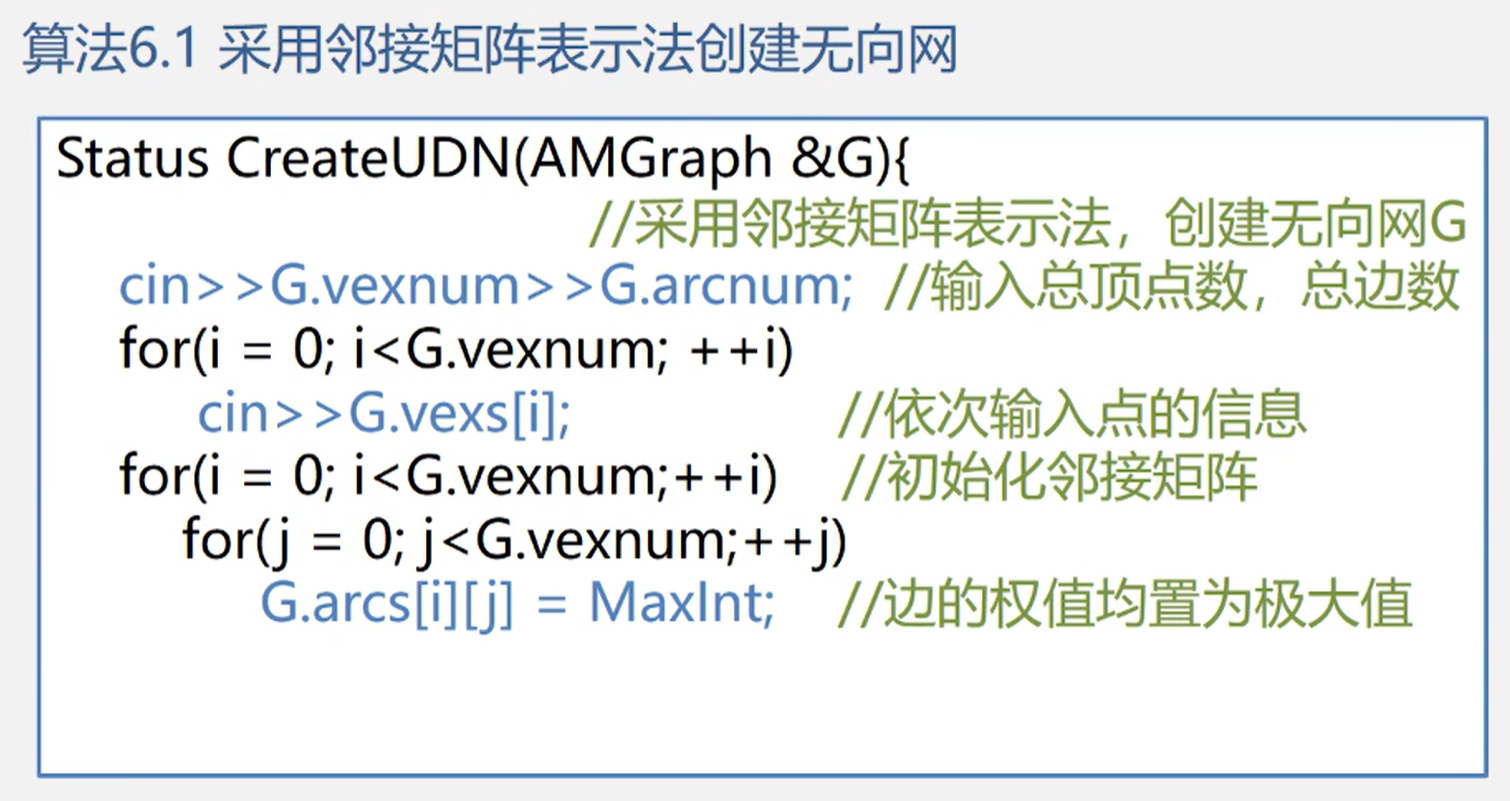 算法6.1 采用邻接矩阵表示法创建无向网
Status CreateUDN(AMGraph &G){
//采用邻接矩阵表示法，创建无向网G
cin>>G.vexnum>>G.arcnum; //输入总顶点数，总边数
for(i = 0; i<G.vexnum; ++i)
cin>>G.vexs[i]; //依次输入点的信息
for(i = 0; i<G.vexnum;++i) //初始化邻接矩阵
for(j = 0; j<G.vexnum;++j)
G.arcs[i][j] = MaxInt; //边的权值均置为极大值